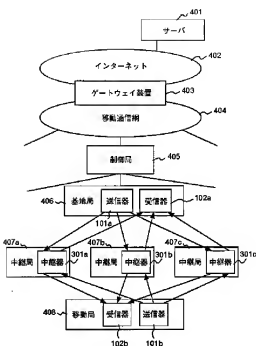 401
サーバ
402
インターネット
ゲートウェイ装置
403
404
移動通信網
制御局
405
406
基地局
送信器
受信器
102a
101a
407a
301a
407b
301b
407c
301c
中継局
中継器
中継局
中継器
中継局
中継器
408
移動局
受信器
送信器
102b
101b